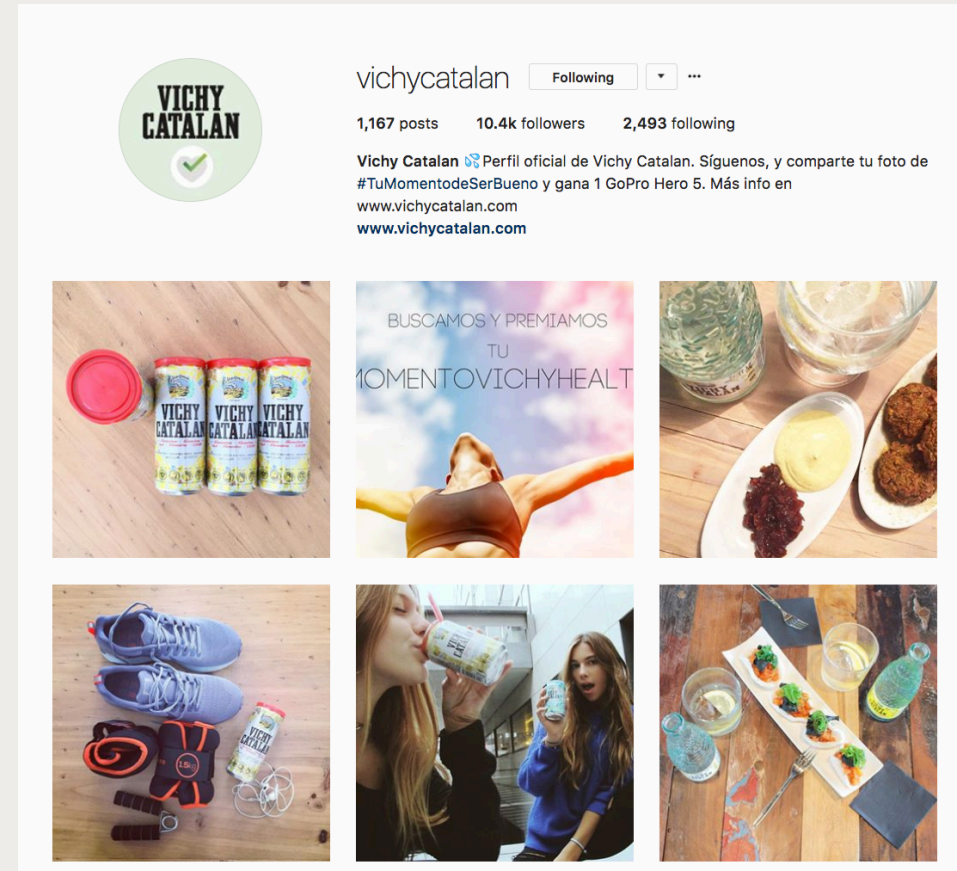 VICHY
CATALAN
vichycatalan
Following
1,167 posts 10.4k followers 2,493 following
Vichy Catalan 💦 Perfil oficial de Vichy Catalan. Síguenos, y comparte tu foto de
#TuMomentodeSerBueno y gana 1 GoPro Hero 5. Más info en
www.vichycatalan.com
www.vichycatalan.com
VICHY
CATALAN
VICHY
CATALAN
VICHY
CATALAN
BUSCAMOS Y PREMIAMOS
TU
MOMENTOVICHYHEALT
VICHY
CATALAN
1.5
VICHY
CATALAN